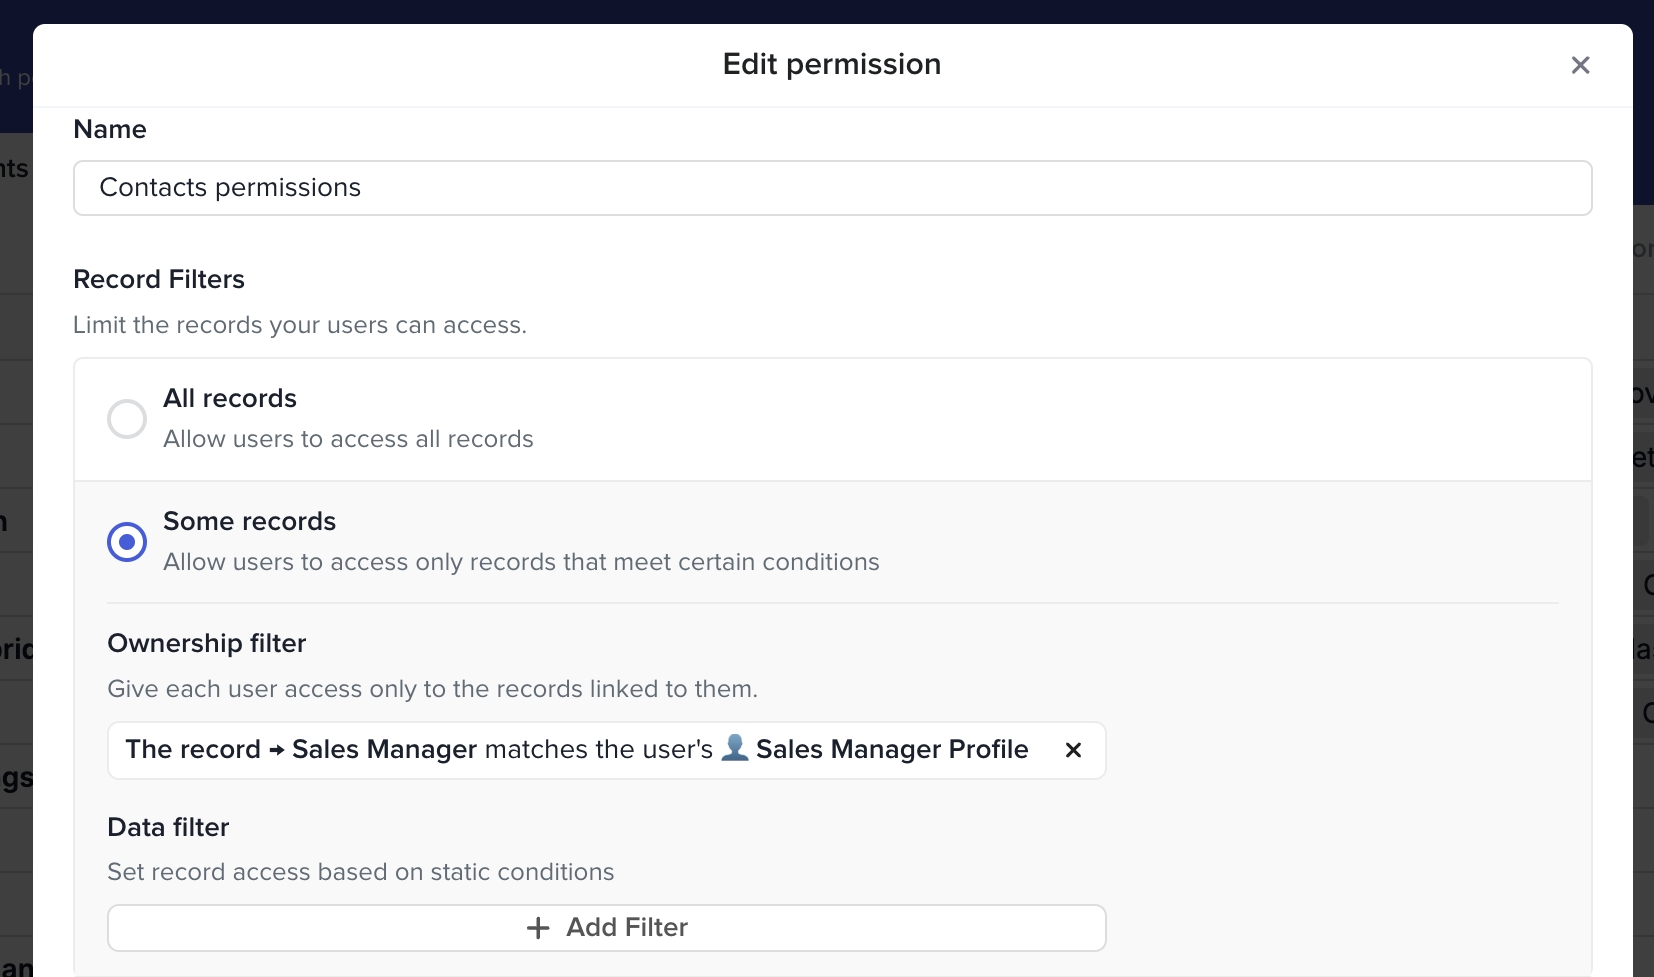 Edit permission
Name
Contacts permissions
Record Filters
Limit the records your users can access.
All records
Allow users to access all records
Some records
Allow users to access only records that meet certain conditions
Ownership filter
Give each user access only to the records linked to them.
The record → Sales Manager matches the user's 👤 Sales Manager Profile
Data filter
Set record access based on static conditions
+ Add Filter